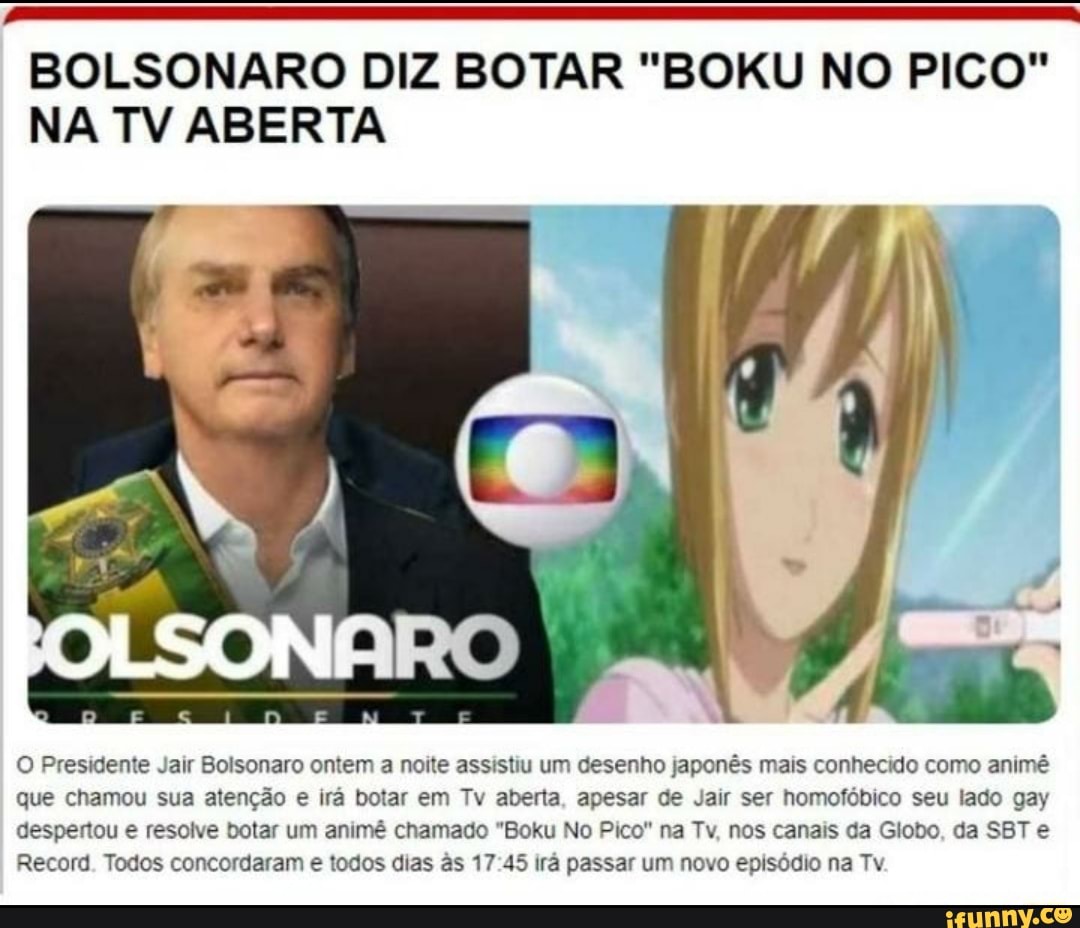 BOLSONARO DIZ BOTAR "BOKU NO PICO"
NA TV ABERTA
BOLSONARO
PRESIDENTE
O Presidente Jair Bolsonaro ontem a noite assistiu um desenho japonês mais conhecido como animê
que chamou sua atenção e irá botar em Tv aberta, apesar de Jair ser homofóbico seu lado gay
despertou e resolve botar um animê chamado "Boku No Pico" na Tv, nos canais da Globo, da SBT e
Record. Todos concordaram e todos dias às 17:45 irá passar um novo episódio na Tv.
ifunny.co